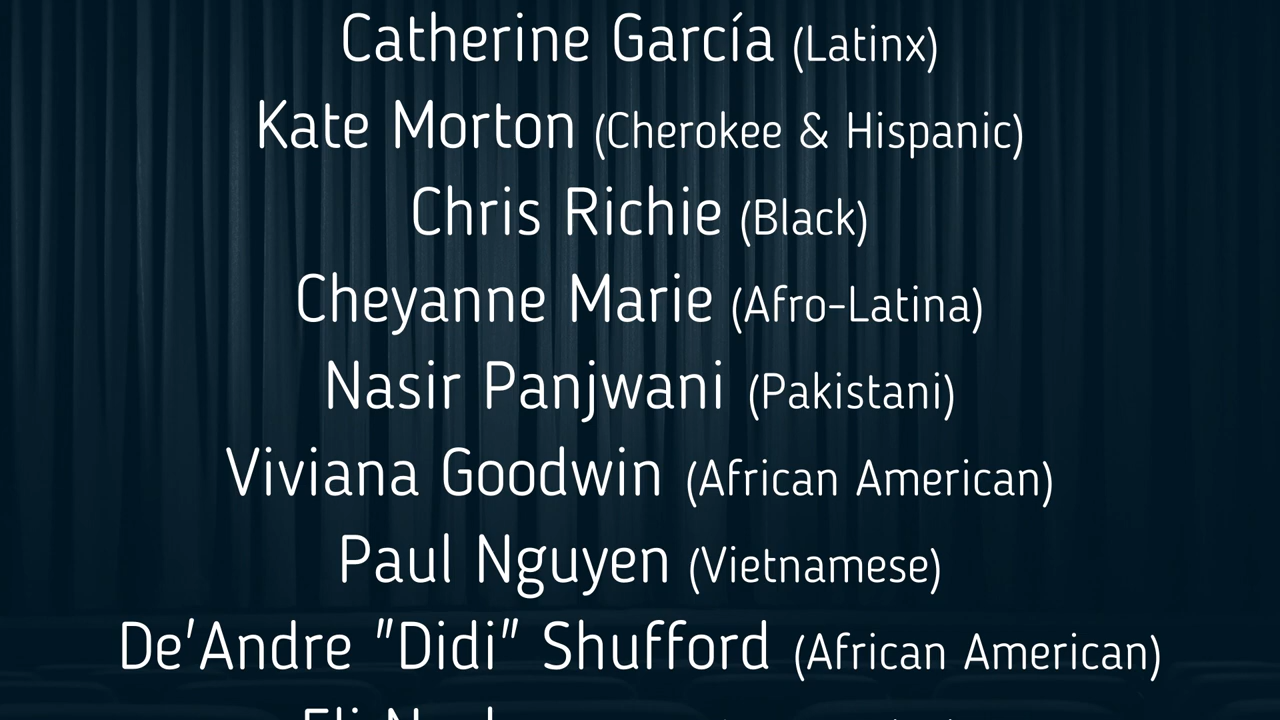 Catherine García (Latinx)
Kate Morton (Cherokee & Hispanic)
Chris Richie (Black)
Cheyanne Marie (Afro-Latina)
Nasir Panjwani (Pakistani)
Viviana Goodwin (African American)
Paul Nguyen (Vietnamese)
De'Andre "Didi" Shufford (African American)